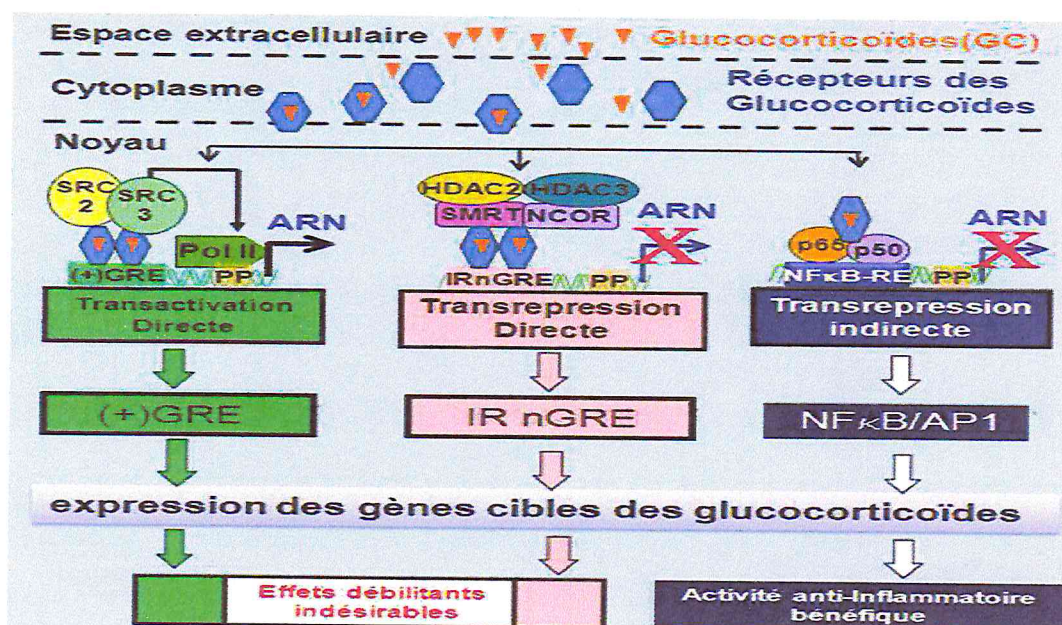 Espace extracellulaire Glucocorticoïdes(GC)
Cytoplasme Récepteurs des
Glucocorticoïdes
Noyau
SRC
2
SRC
3
ARN
Pol II
(+)GRE PP
HDAC2 HDAC3
SMRT NCOR
ARN
IRnGRE PP
p65 p50
ARN
NFκB-RE PP
Transactivation
Directe
Transrepression
Directe
Transrepression
indirecte
(+)GRE
IR nGRE
NFκB/AP1
expression des gènes cibles des glucocorticoïdes
Effets débilitants
indésirables
Activité anti-Inflammatoire
bénéfique